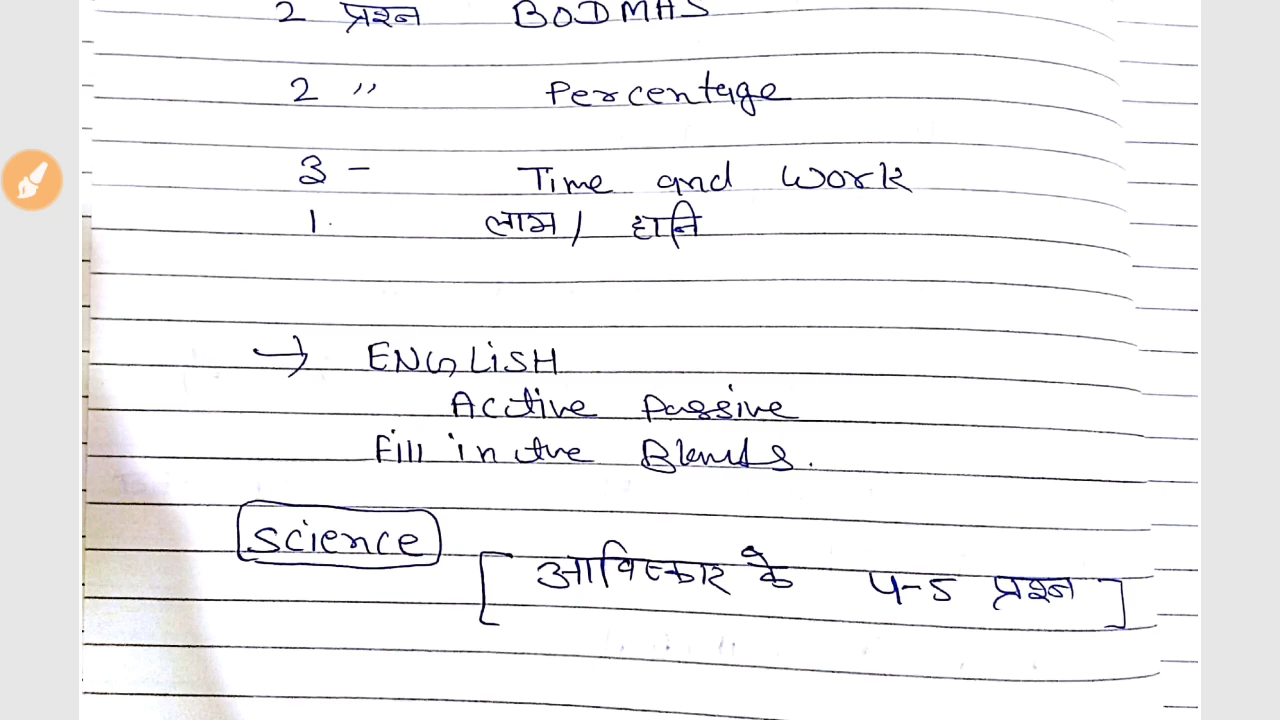 2 प्रश्न BODMAS
2 " Percentage
3 - Time and Work
1. लाभ / हानि
→ ENGLISH
Acitive Passive
Fill in the Blanks.
Science
[ आविष्कार के 4-5 प्रश्न ]